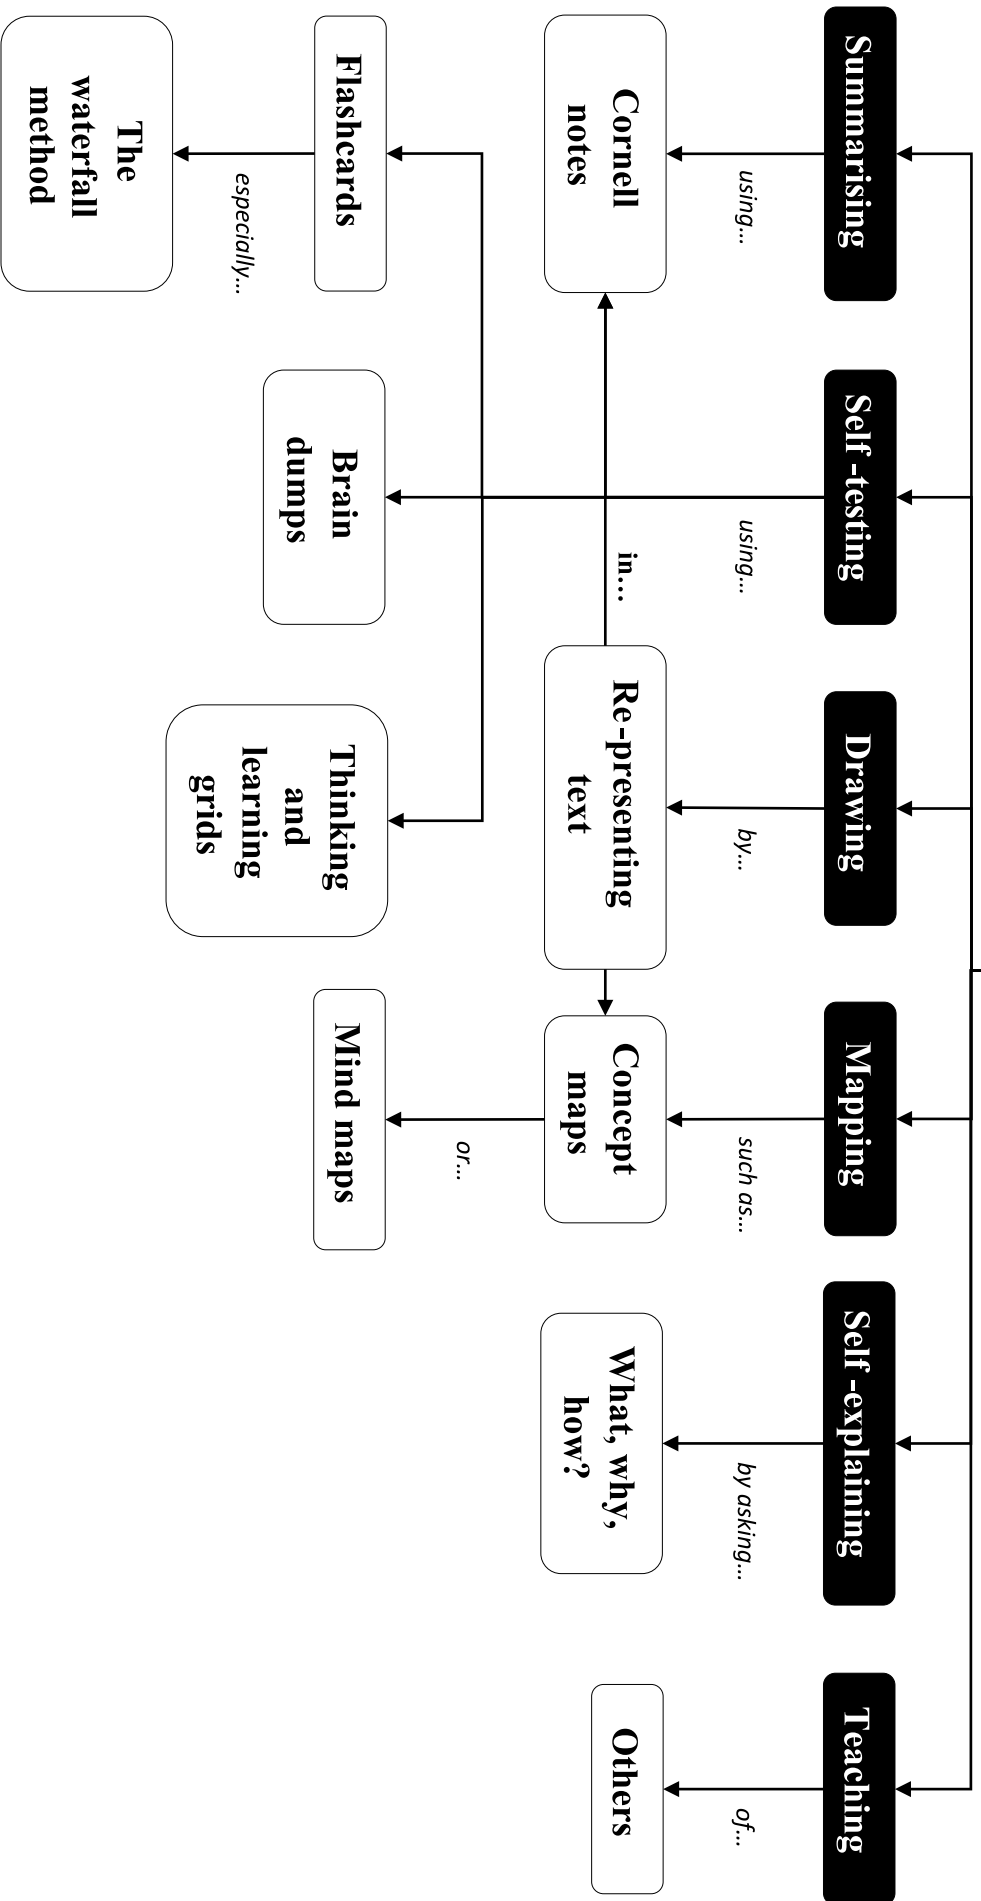 Summarising
Self -testing
Drawing
Mapping
Self -explaining
Teaching
using...
using...
by...
such as...
by asking...
of...
Cornell
notes
in...
Re-presenting
text
Concept
maps
What, why,
how?
Others
or...
Flashcards
Brain
dumps
Thinking
and
learning
grids
Mind maps
especially...
The
waterfall
method